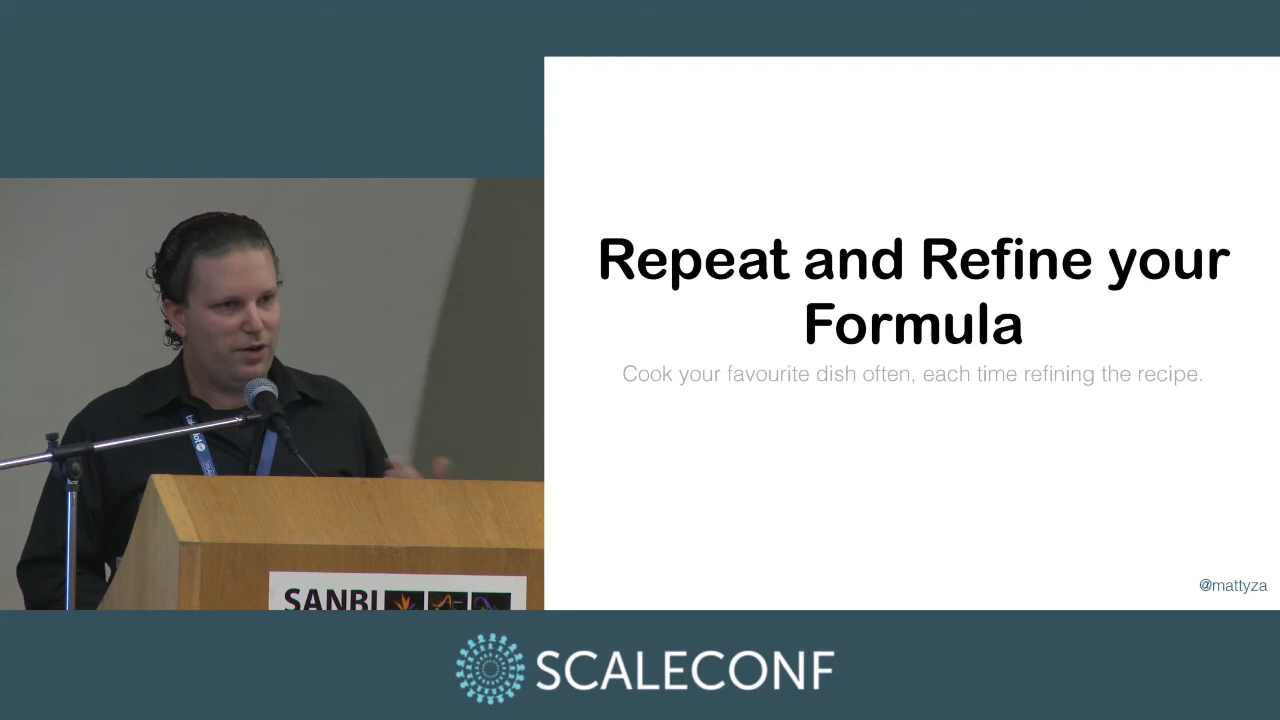 Repeat and Refine your
Formula
Cook your favourite dish often, each time refining the recipe.
@mattyza
SANBI
SCALECONF